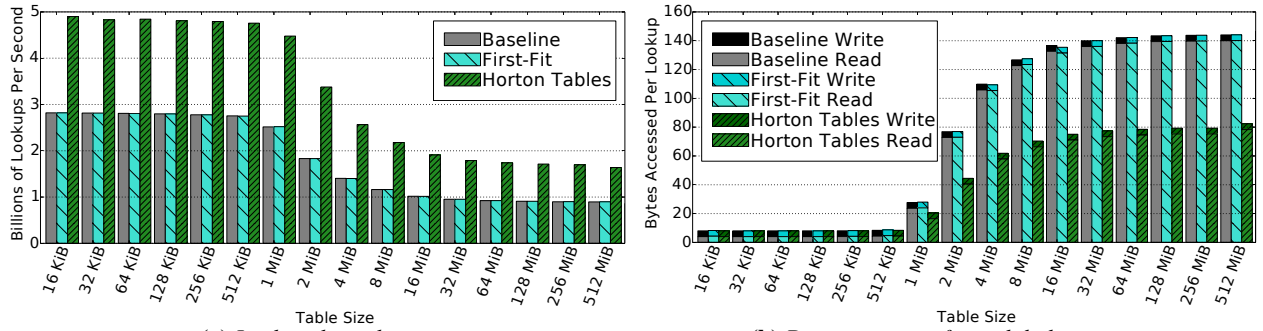 5
4
3
2
1
0
Billions of Lookups Per Second
Baseline
First-Fit
Horton Tables
16 KiB
32 KiB
64 KiB
128 KiB
256 KiB
512 KiB
1 MiB
2 MiB
4 MiB
8 MiB
16 MiB
32 MiB
64 MiB
128 MiB
256 MiB
512 MiB
Table Size
160
140
120
100
80
60
40
20
0
Bytes Accessed Per Lookup
Baseline Write
Baseline Read
First-Fit Write
First-Fit Read
Horton Tables Write
Horton Tables Read
16 KiB
32 KiB
64 KiB
128 KiB
256 KiB
512 KiB
1 MiB
2 MiB
4 MiB
8 MiB
16 MiB
32 MiB
64 MiB
128 MiB
256 MiB
512 MiB
Table Size